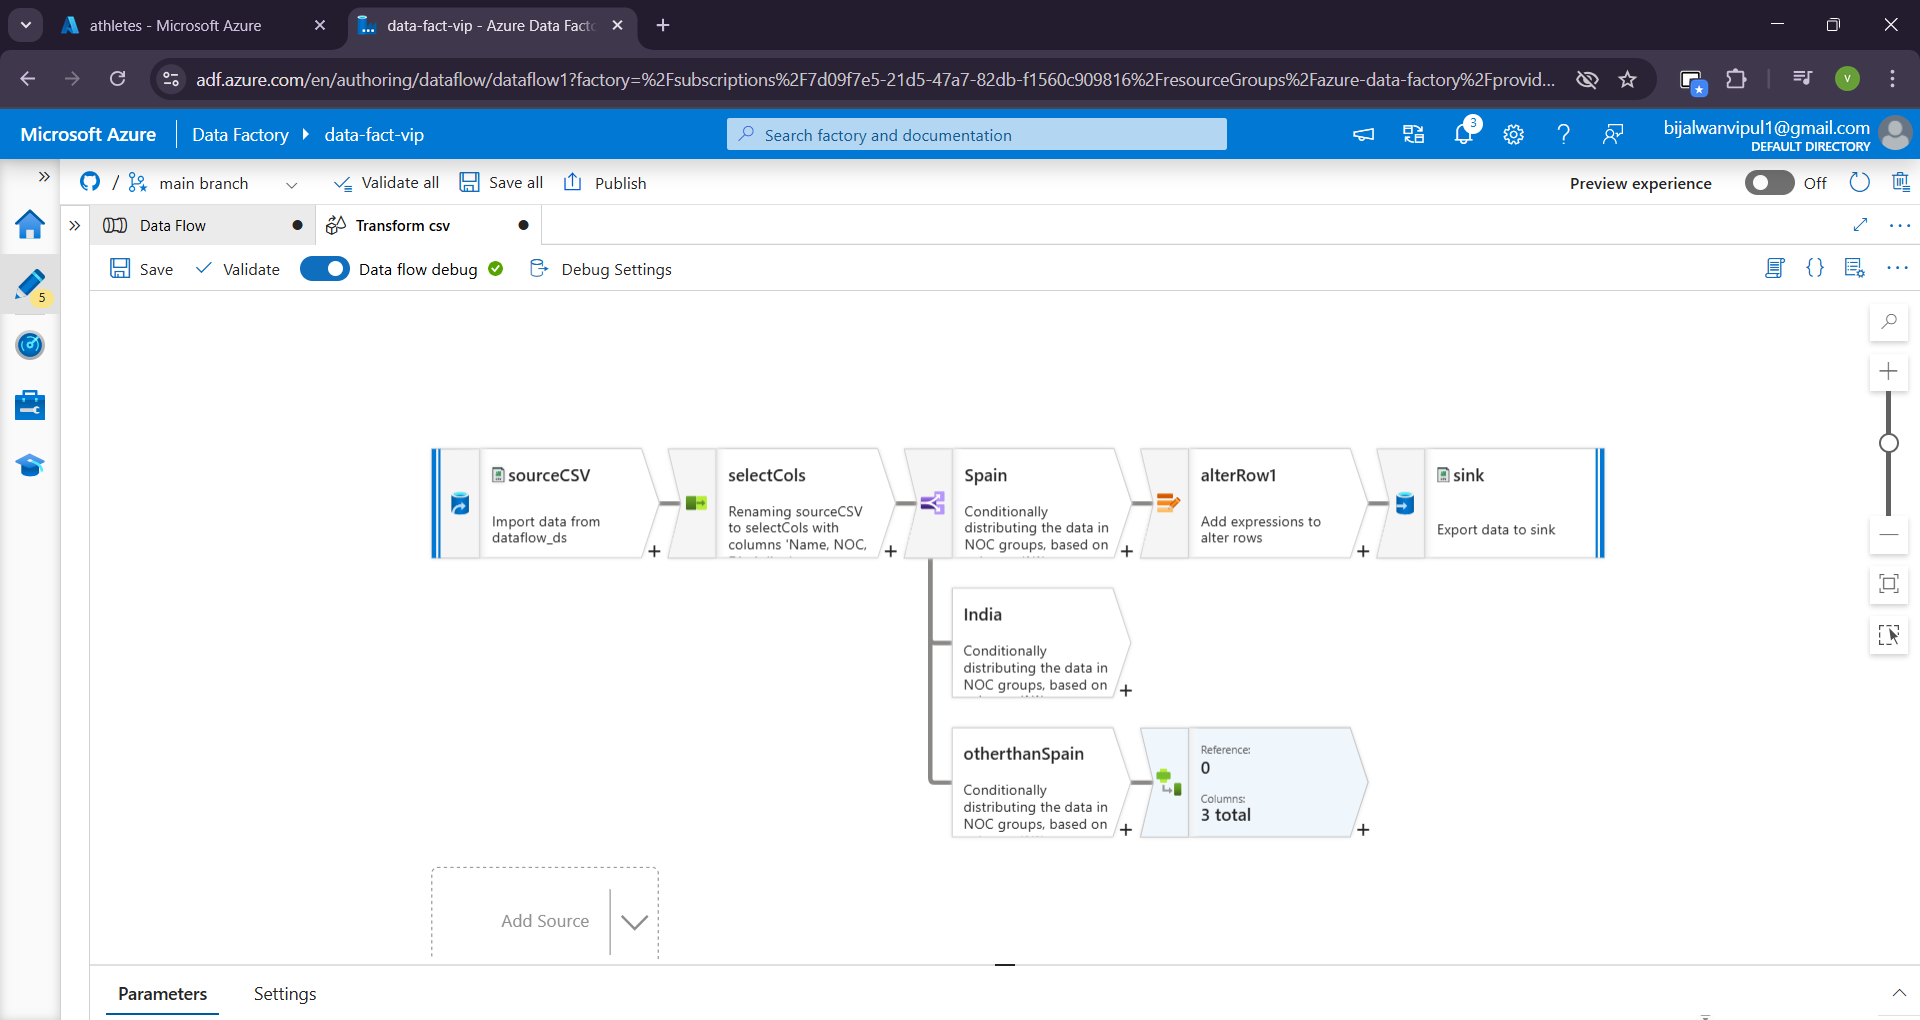 athletes - Microsoft Azure
data-fact-vip - Azure Data Facto
adf.azure.com/en/authoring/dataflow/dataflow1?factory=%2Fsubscriptions%2F7d09f7e5-21d5-47a7-82db-f1560c909816%2FresourceGroups%2Fazure-data-factory%2Fprovid...
V
Microsoft Azure
Data Factory
data-fact-vip
Search factory and documentation
3
bijalwanvipul1@gmail.com
DEFAULT DIRECTORY
/ main branch
Validate all
Save all
Publish
Preview experience
Off
Data Flow
Transform csv
Save
Validate
Data flow debug
Debug Settings
5
sourceCSV
Import data from
dataflow_ds
selectCols
Renaming sourceCSV
to selectCols with
columns 'Name, NOC,
Spain
Conditionally
distributing the data in
NOC groups, based on
alterRow1
Add expressions to
alter rows
sink
Export data to sink
India
Conditionally
distributing the data in
NOC groups, based on
otherthanSpain
Conditionally
distributing the data in
NOC groups, based on
Reference:
0
Columns:
3 total
Add Source
Parameters
Settings